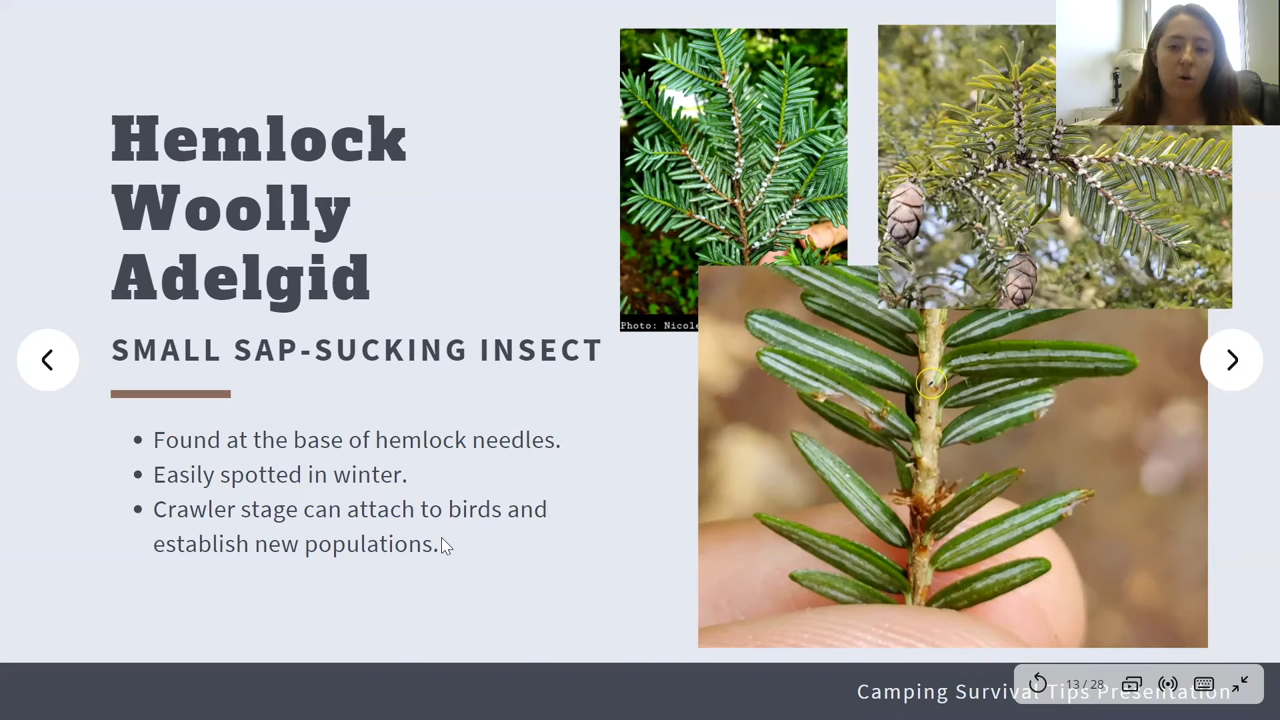 Hemlock
Woolly
Adelgid
SMALL SAP-SUCKING INSECT
• Found at the base of hemlock needles.
• Easily spotted in winter.
• Crawler stage can attach to birds and
establish new populations.
Photo: Nicole
Camping Survival Tips Presentation
13 / 28